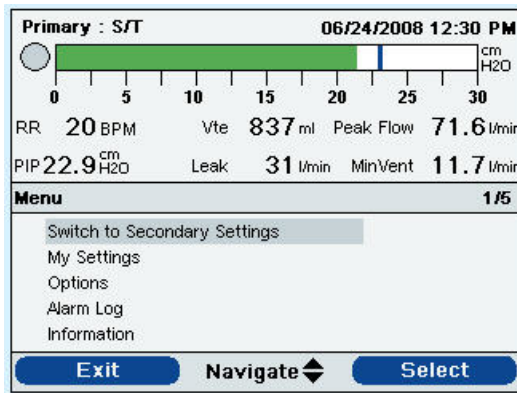 Primary : S/T 06/24/2008 12:30 PM
cm
H2O
0 5 10 15 20 25 30
RR 20 BPM Vte 837 ml Peak Flow 71.6 l/min
PIP 22.9 cm H2O Leak 31 l/min MinVent 11.7 l/min
Menu 1/5
Switch to Secondary Settings
My Settings
Options
Alarm Log
Information
Exit Navigate Select